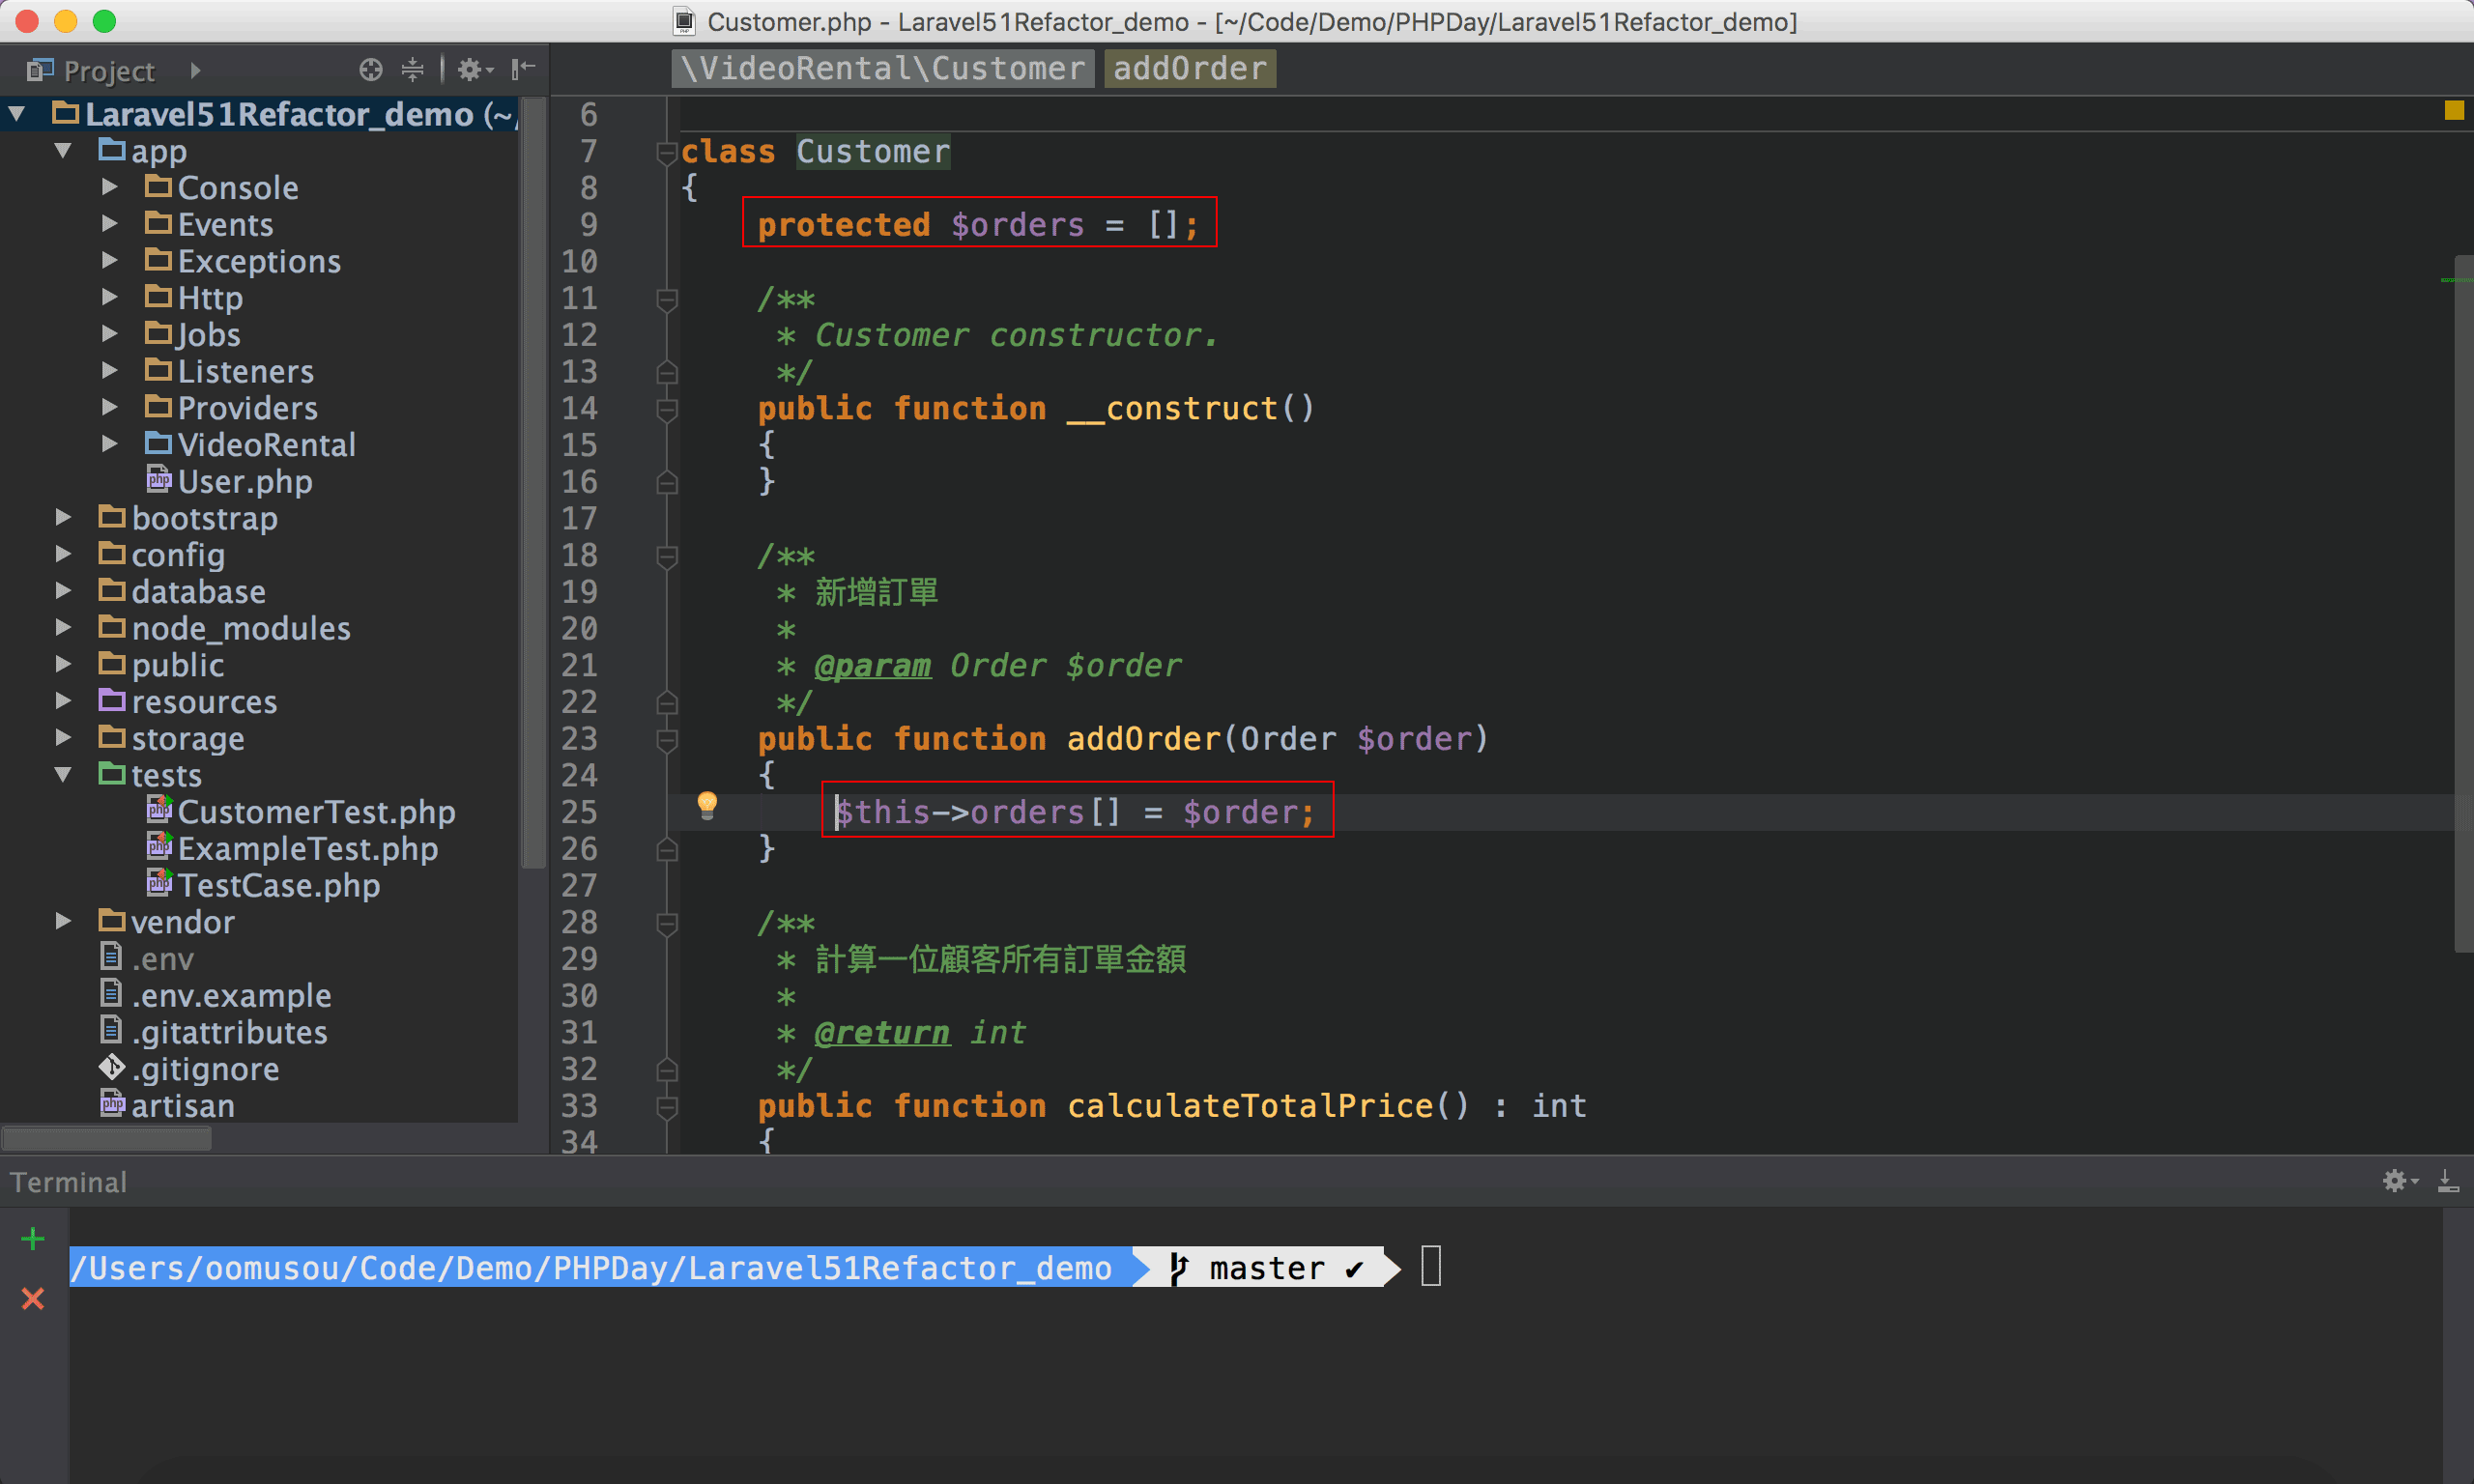 Customer.php - Laravel51Refactor_demo - [~/Code/Demo/PHPDay/Laravel51Refactor_demo]
Project
\VideoRental\Customer addOrder
Laravel51Refactor_demo (~/
app
Console
Events
Exceptions
Http
Jobs
Listeners
Providers
VideoRental
User.php
bootstrap
config
database
node_modules
public
resources
storage
tests
CustomerTest.php
ExampleTest.php
TestCase.php
vendor
.env
.env.example
.gitattributes
.gitignore
artisan
6
7 class Customer
8 {
9 protected $orders = [];
10
11 /**
12 * Customer constructor.
13 */
14 public function __construct()
15 {
16 }
17
18 /**
19 * 新增訂單
20 *
21 * @param Order $order
22 */
23 public function addOrder(Order $order)
24 {
25 $this->orders[] = $order;
26 }
27
28 /**
29 * 計算一位顧客所有訂單金額
30 *
31 * @return int
32 */
33 public function calculateTotalPrice() : int
34 {
Terminal
/Users/oomusou/Code/Demo/PHPDay/Laravel51Refactor_demo master ✔